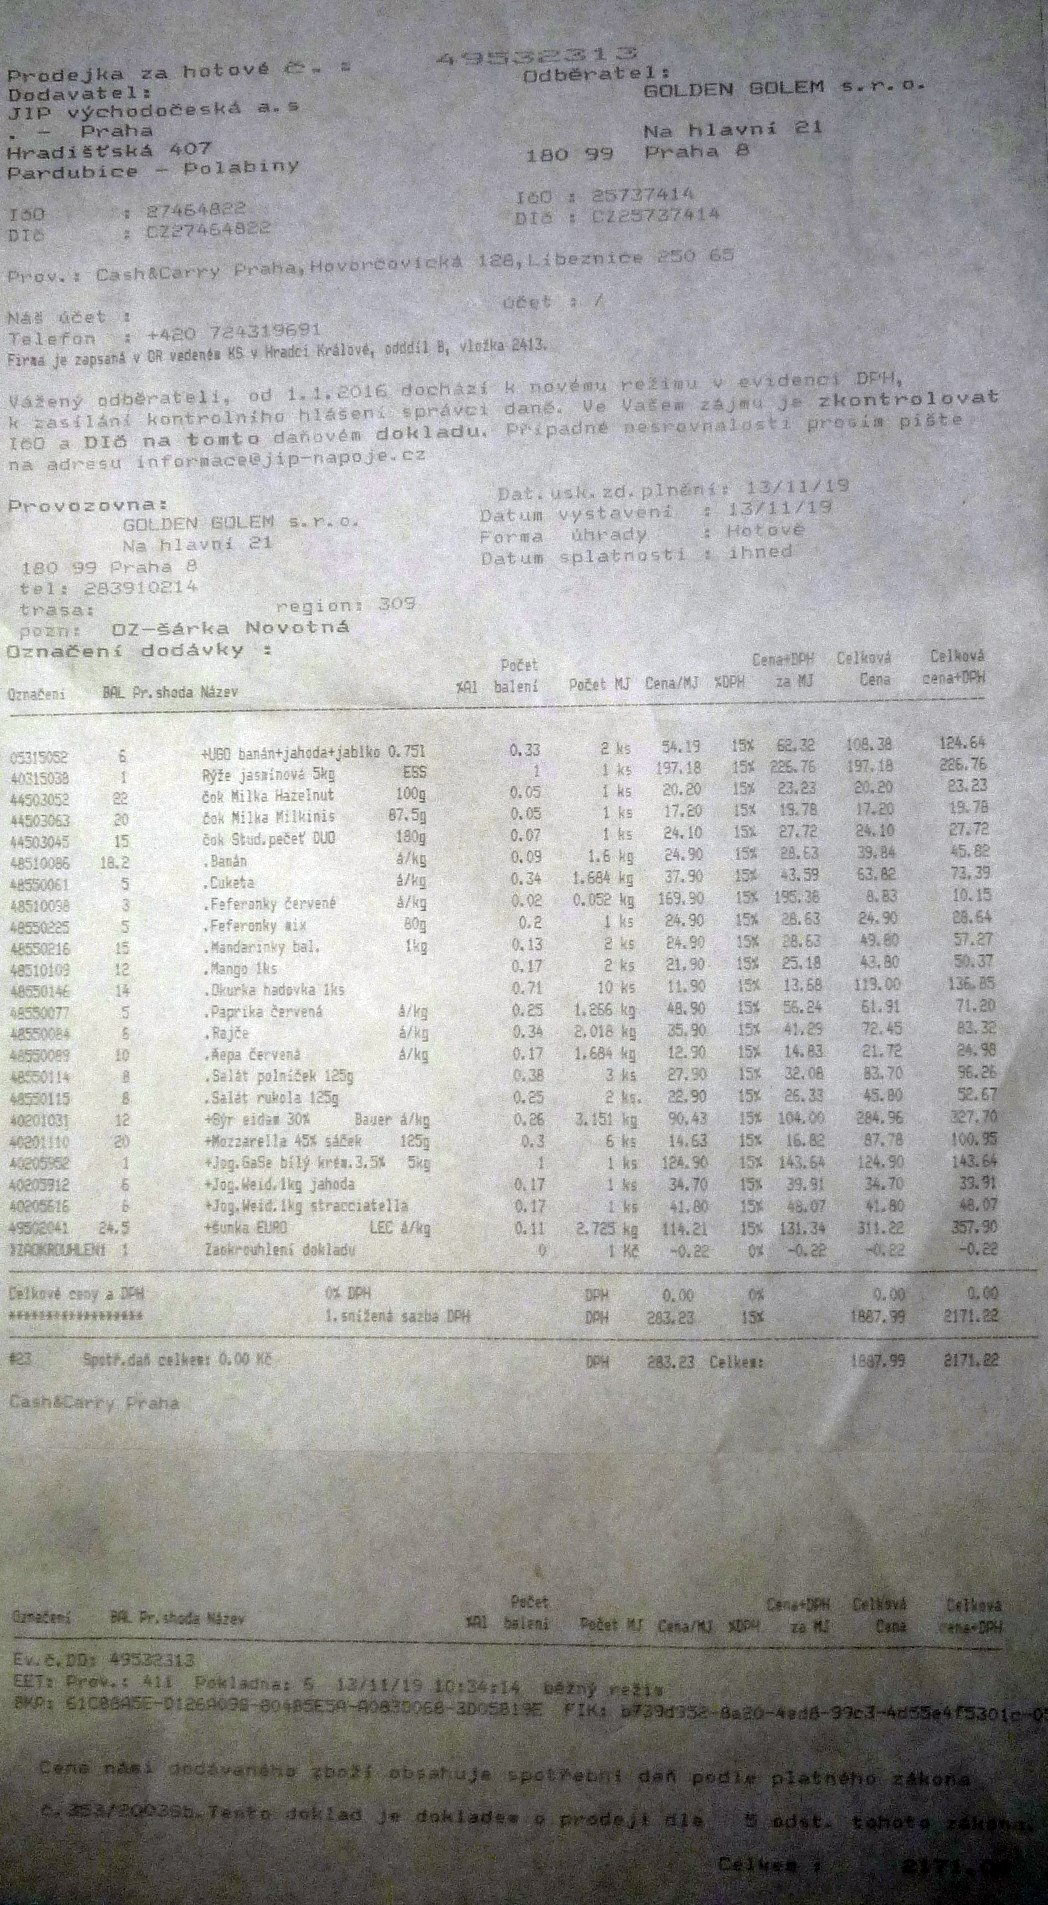 49532313
Prodejka za hotové č. : Odběratel:
Dodavatel: GOLDEN GOLEM s.r.o.
JIP východočeská a.s
. - Praha Na hlavní 21
Hradišťská 407 180 99 Praha 8
Pardubice - Polabiny
IčO : 27464822 IčO : 25737414
DIč : CZ27464822 DIč : CZ25737414
Prov.: Cash&Carry Praha,Hovorčovická 128,Líbeznice 250 65
Náš účet : účet : /
Telefon : +420 724319691
Firma je zapsaná v OR vedeném KS v Hradci Králové, odddíl B, vložka 2413.
Vážený odběrateli, od 1.1.2016 dochází k novému režimu v evidenci DPH,
k zasílání kontrolního hlášení správci daně. Ve Vašem zájmu je zkontrolovat
IčO a DIč na tomto daňovém dokladu. Případné nesrovnalosti prosím pište
na adresu informace@jip-napoje.cz
Provozovna: Dat.usk.zd.plnění: 13/11/19
GOLDEN GOLEM s.r.o. Datum vystavení : 13/11/19
Na hlavní 21 Forma úhrady : Hotově
180 99 Praha 8 Datum splatnosti : ihned
tel: 283910214
trasa: region: 309
pozn: OZ-šárka Novotná
Označení dodávky :
Počet Cena+DPH Celková Celková
Označení BAL Pr.shoda Název %Al balení Počet MJ Cena/MJ %DPH za MJ Cena cena+DPH
05315052 6 +UGO banán+jahoda+jablko 0.75l 0.33 2 ks 54.19 15% 62.32 108.38 124.64
40315038 1 Rýže jasmínová 5kg ESS 1 1 ks 197.18 15% 226.76 197.18 226.76
44503052 22 čok Milka Hazelnut 100g 0.05 1 ks 20.20 15% 23.23 20.20 23.23
44503063 20 čok Milka Milkinis 87.5g 0.05 1 ks 17.20 15% 19.78 17.20 19.78
44503045 15 čok Stud.pečeť DUO 180g 0.07 1 ks 24.10 15% 27.72 24.10 27.72
48510086 18.2 .Banán á/kg 0.09 1.6 kg 24.90 15% 28.63 39.84 45.82
48550061 5 .Cuketa á/kg 0.34 1.684 kg 37.90 15% 43.59 63.82 73.39
48510098 3 .Feferonky červené á/kg 0.02 0.052 kg 169.90 15% 195.38 8.83 10.15
48550225 5 .Feferonky mix 80g 0.2 1 ks 24.90 15% 28.63 24.90 28.64
48550216 15 .Mandarinky bal. 1kg 0.13 2 ks 24.90 15% 28.63 49.80 57.27
48510109 12 .Mango 1ks 0.17 2 ks 21.90 15% 25.18 43.80 50.37
48550146 14 .Okurka hadovka 1ks 0.71 10 ks 11.90 15% 13.68 119.00 136.85
48550077 5 .Paprika červená á/kg 0.25 1.266 kg 48.90 15% 56.24 61.91 71.20
48550084 6 .Rajče á/kg 0.34 2.018 kg 35.90 15% 41.29 72.45 83.32
48550089 10 .Řepa červená á/kg 0.17 1.684 kg 12.90 15% 14.83 21.72 24.98
48550114 8 .Salát polníček 125g 0.38 3 ks 27.90 15% 32.08 83.70 96.26
48550115 8 .Salát rukola 125g 0.25 2 ks. 22.90 15% 26.33 45.80 52.67
40201031 12 +Sýr eidam 30% Bauer á/kg 0.26 3.151 kg 90.43 15% 104.00 284.96 327.70
40201110 20 +Mozzarella 45% sáček 125g 0.3 6 ks 14.63 15% 16.82 87.78 100.95
40205952 1 +Jog.GaSe bílý krém.3,5% 5kg 1 1 ks 124.90 15% 143.64 124.90 143.64
40205912 6 +Jog.Weid.1kg jahoda 0.17 1 ks 34.70 15% 39.91 34.70 39.91
40205616 6 +Jog.Weid.1kg stracciatella 0.17 1 ks 41.80 15% 48.07 41.80 48.07
49502041 24.5 +šunka EURO LEC á/kg 0.11 2.725 kg 114.21 15% 131.34 311.22 357.90
ZAOKROUHLENI 1 Zaokrouhlení dokladu 0 1 Kč -0.22 0% -0.22 -0.22 -0.22
Celkové ceny a DPH 0% DPH DPH 0.00 0% 0.00 0.00
****************** 1.snížená sazba DPH DPH 283.23 15% 1887.99 2171.22
#23 Spotř.daň celkem: 0.00 Kč DPH 283.23 Celkem: 1887.99 2171.22
Cash&Carry Praha
Počet Cena+DPH Celková Celková
Označení BAL Pr.shoda Název %Al balení Počet MJ Cena/MJ %DPH za MJ Cena cena+DPH
Ev.č.DD: 49532313
EET: Prov.: 411 Pokladna: 6 13/11/19 10:34:14 běžný režim
BKP: 61C88A5E-D126A098-80485E5A-A0830068-3D05819E FIK: b739d352-8a20-4ed8-99c3-4d55e4f5301c-0
Cena námi dodávaného zboží obsahuje spotřební daň podle platného zákona
č.353/2003Sb.Tento doklad je dokladem o prodeji dle 5 odst. tohoto zákona.
Celkem :